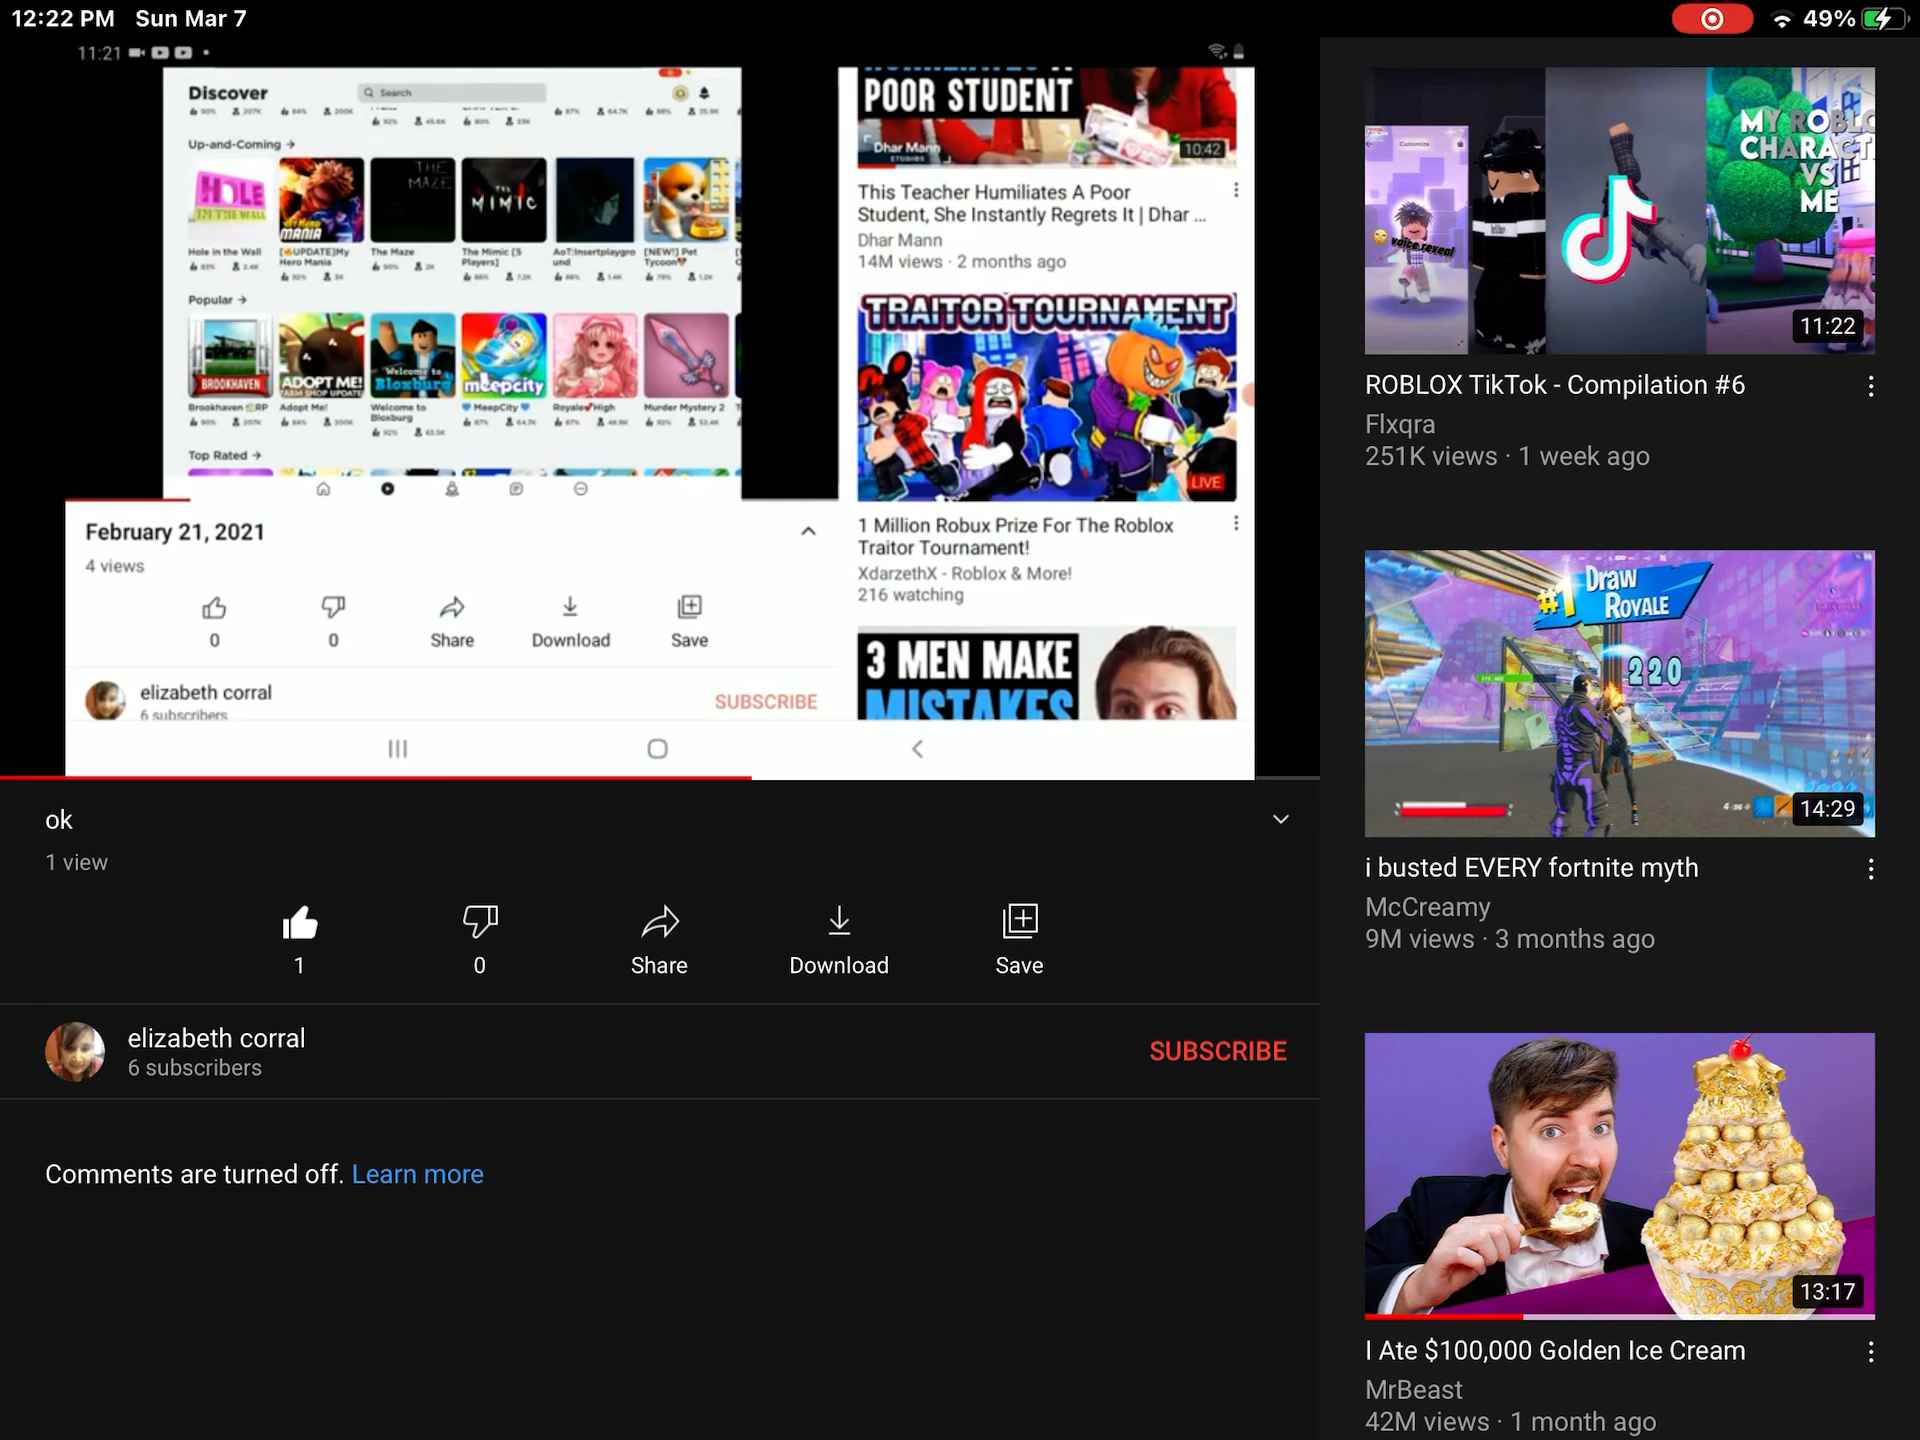 12:22 PM Sun Mar 7
49%
11:21
Discover
Search
Up-and-Coming →
HOLE
IN THE WALL
MY HERO
MANIA
THE
MAZE
THE
MIMIC
Hole in the Wall
[🔥UPDATE]My
Hero Mania
The Maze
The Mimic [5
Players]
AoT:Insertplaygro
und
[NEW!] Pet
Tycoon
Popular →
BROOKHAVEN
ADOPT ME!
FARM SHOP UPDATE
Welcome to
Bloxburg
meepcity
Brookhaven RP
Adopt Me!
Welcome to
Bloxburg
MeepCity
Royale High
Murder Mystery 2
Top Rated →
February 21, 2021
4 views
0
0
Share
Download
Save
elizabeth corral
6 subscribers
SUBSCRIBE
POOR STUDENT
Dhar Mann
STUDIOS
10:42
This Teacher Humiliates A Poor
Student, She Instantly Regrets It | Dhar ...
Dhar Mann
14M views · 2 months ago
TRAITOR TOURNAMENT
LIVE
1 Million Robux Prize For The Roblox
Traitor Tournament!
XdarzethX - Roblox & More!
216 watching
3 MEN MAKE
MISTAKES
ok
1 view
1
0
Share
Download
Save
elizabeth corral
6 subscribers
SUBSCRIBE
Comments are turned off. Learn more
Customize
voice reveal
MY ROBLO
CHARACT
VS
ME
11:22
ROBLOX TikTok - Compilation #6
Flxqra
251K views · 1 week ago
#1
Draw
ROYALE
220
14:29
i busted EVERY fortnite myth
McCreamy
9M views · 3 months ago
13:17
I Ate $100,000 Golden Ice Cream
MrBeast
42M views · 1 month ago